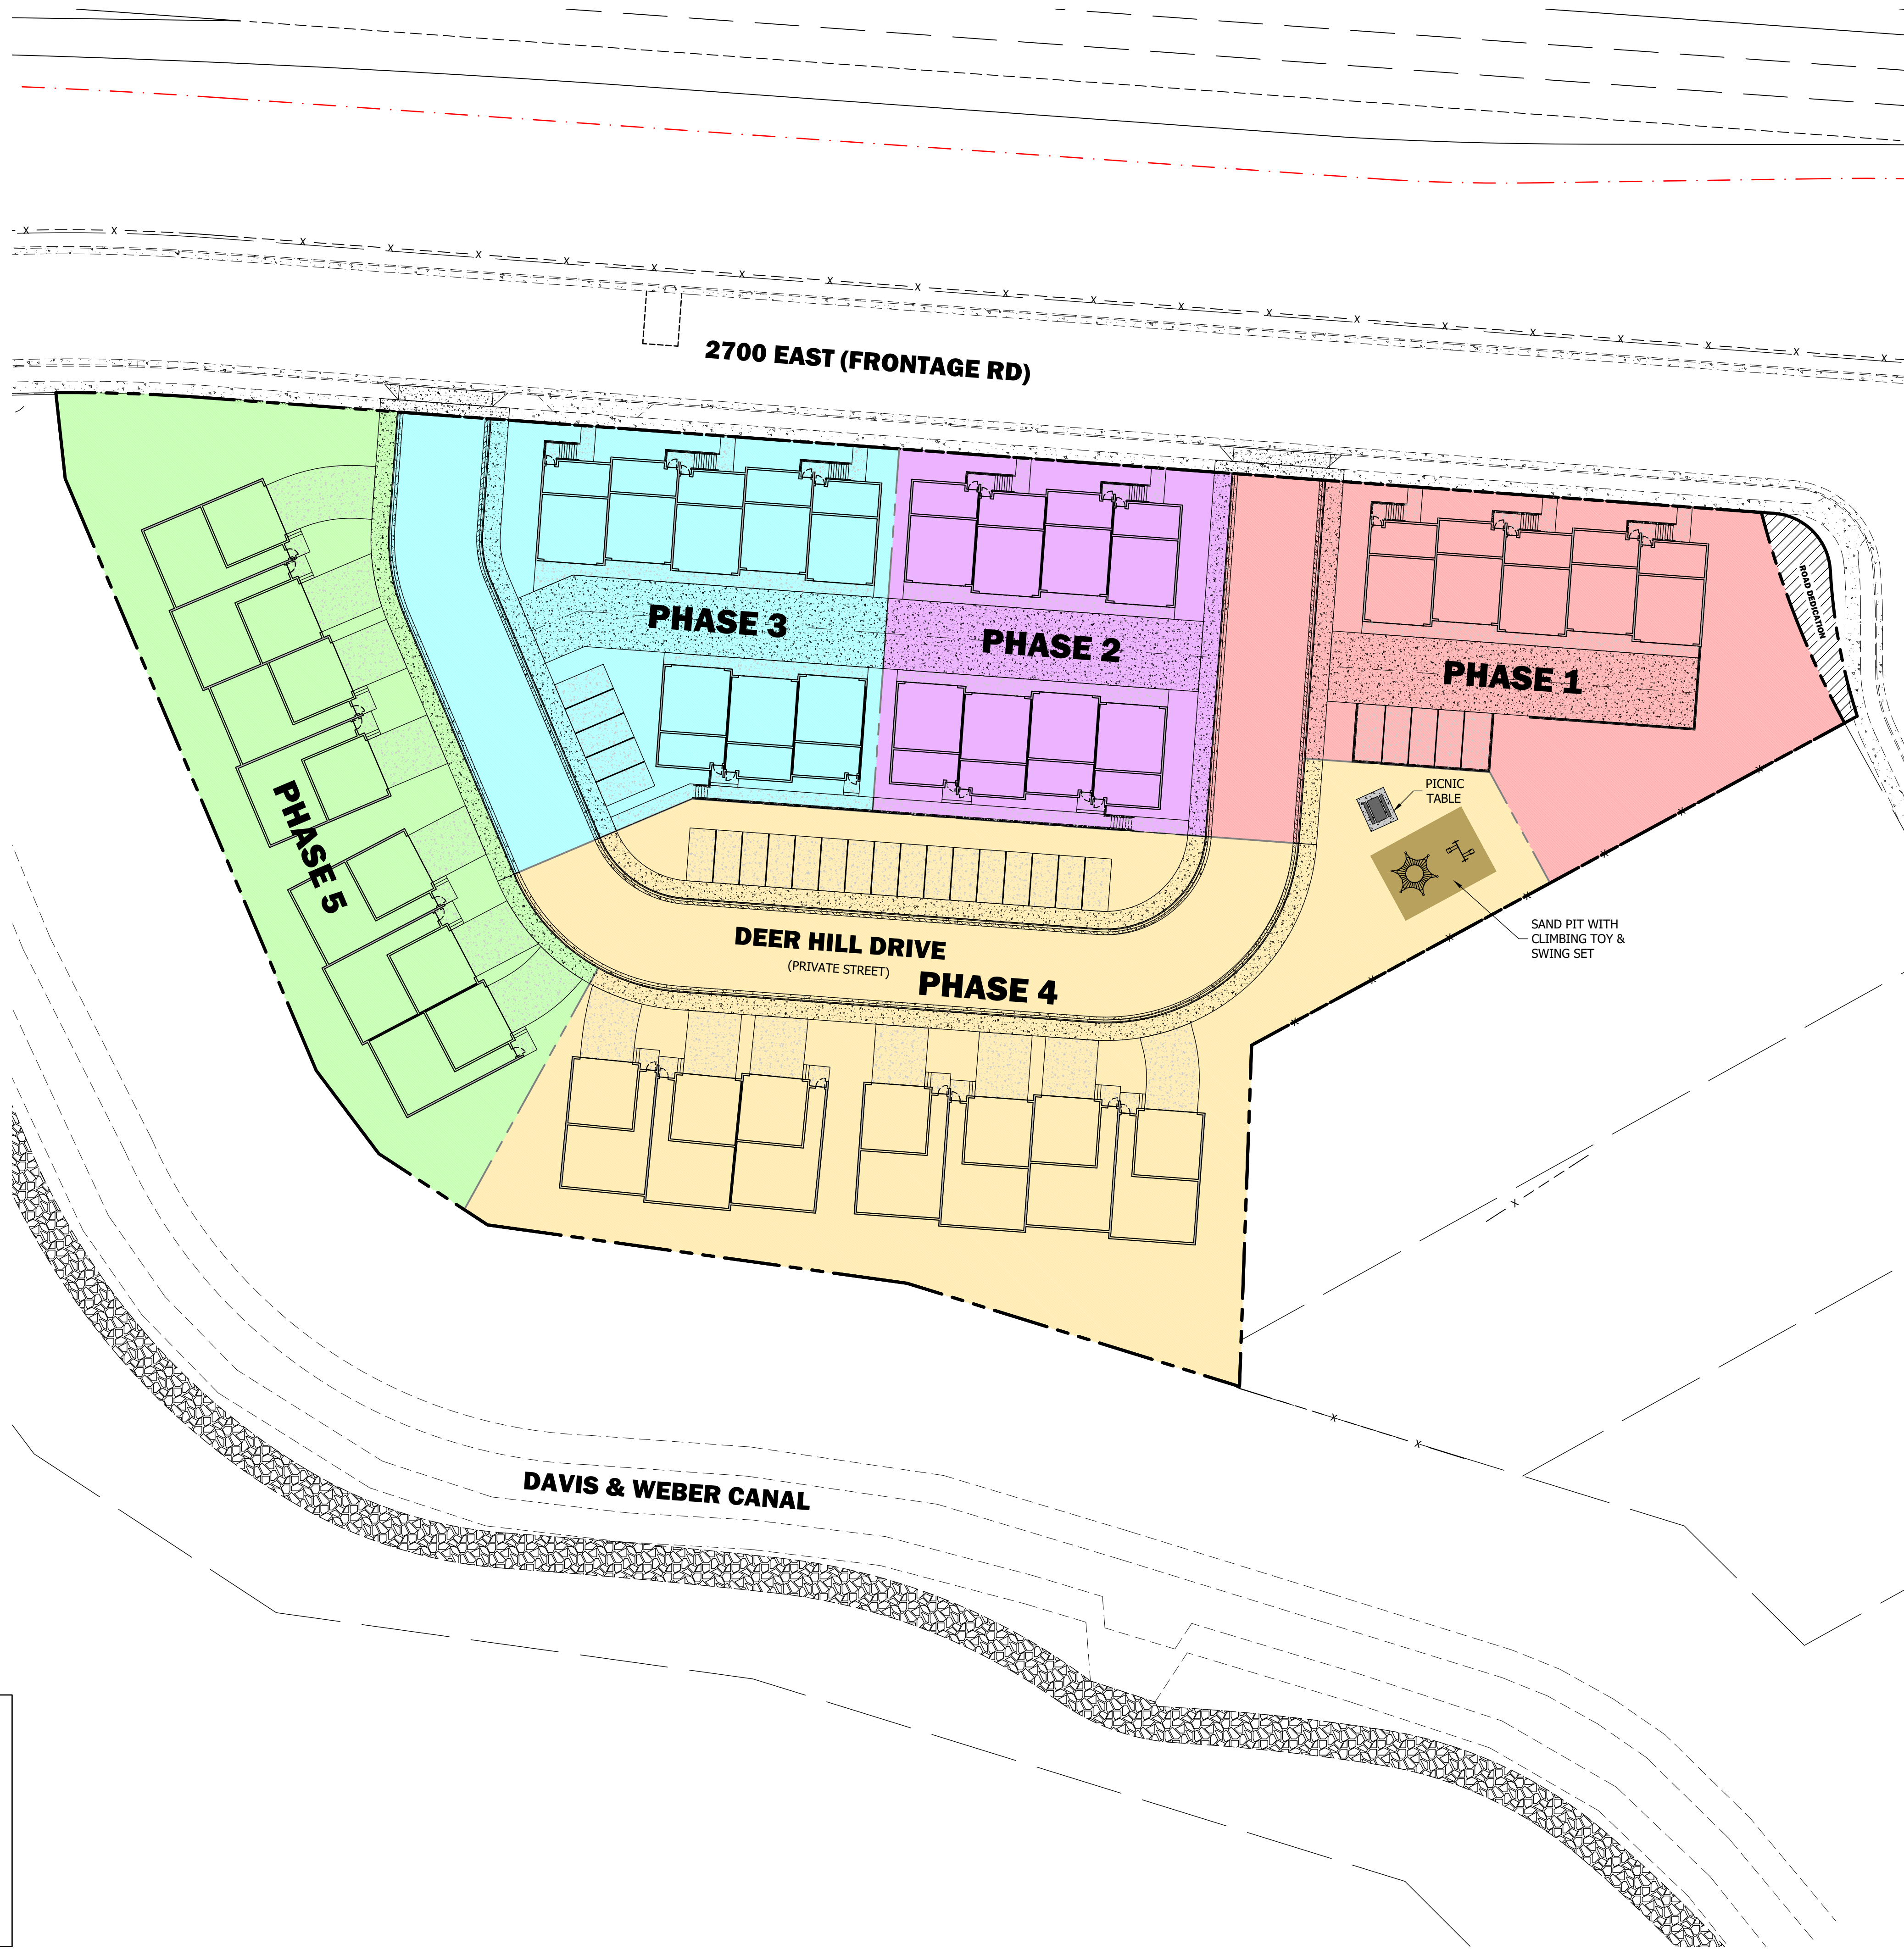 2700 EAST (FRONTAGE RD)
ROAD DEDICATION
PHASE 3
PHASE 2
PHASE 1
PICNIC
TABLE
PHASE 5
SAND PIT WITH
CLIMBING TOY &
SWING SET
DEER HILL DRIVE
(PRIVATE STREET)
PHASE 4
DAVIS & WEBER CANAL